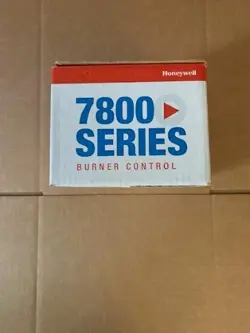 Honeywell
7800
SERIES
BURNER CONTROL